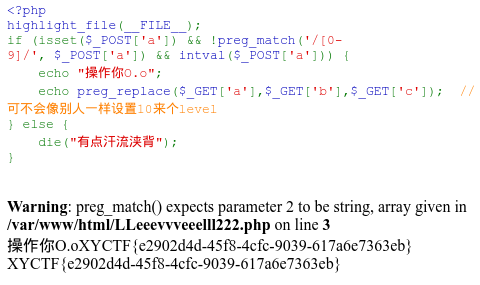 <?php
highlight_file(__FILE__);
if (isset($_POST['a']) && !preg_match('/[0-
9]/', $_POST['a']) && intval($_POST['a'])) {
    echo "操作你O.o";
    echo preg_replace($_GET['a'],$_GET['b'],$_GET['c']);  //
可不会像别人一样设置10来个level
} else {
    die("有点汗流浃背");
}
Warning: preg_match() expects parameter 2 to be string, array given in
/var/www/html/LLeeevvveeelll222.php on line 3
操作你O.oXYCTF{e2902d4d-45f8-4cfc-9039-617a6e7363eb}
XYCTF{e2902d4d-45f8-4cfc-9039-617a6e7363eb}